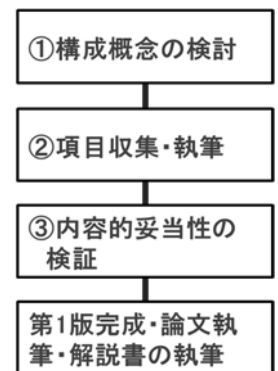 ①構成概念の検討
②項目収集・執筆
③内容的妥当性の
検証
第1版完成・論文執
筆・解説書の執筆